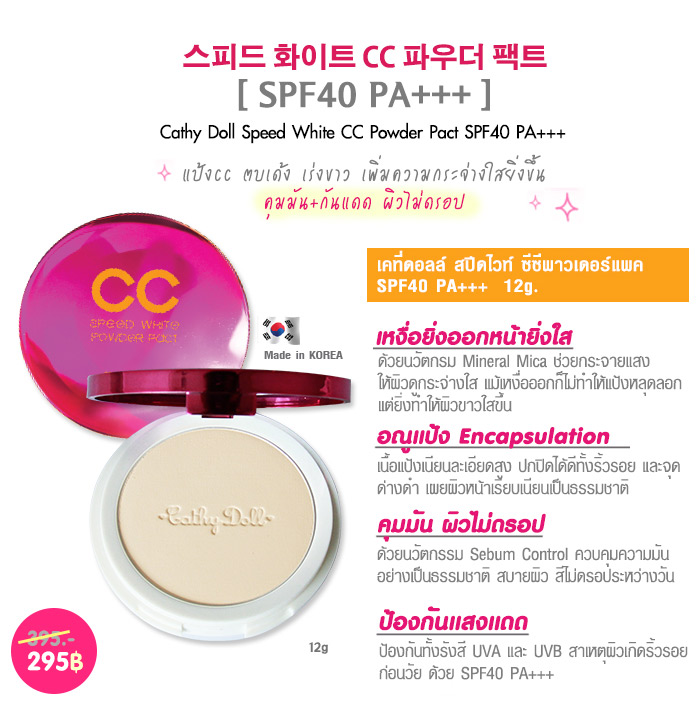 스피드 화이트 CC 파우더 팩트
[ SPF40 PA+++ ]
Cathy Doll Speed White CC Powder Pact SPF40 PA+++
แป้งcc ตบเด้ง เร่งขาว เพิ่มความกระจ่างใสยิ่งขึ้น
คุมมัน+กันแดด ผิวไม่ดรอป
CC
SPEED WHITE
POWDER PACT
Made in KOREA
Cathy Doll
12g
395.-
295฿
เคที่ดอลล์ สปีดไวท์ ซีซีพาวเดอร์แพค
SPF40 PA+++ 12g.
เหงื่อยิ่งออกหน้ายิ่งใส
ด้วยนวัตกรม Mineral Mica ช่วยกระจายแสง
ให้ผิวดูกระจ่างใส แม้เหงื่อออกก็ไม่ทำให้แป้งหลุดลอก
แต่ยิ่งทำให้ผิวขาวใสขึ้น
อณูแป้ง Encapsulation
เนื้อแป้งเนียนละเอียดสูง ปกปิดได้ดีทั้งริ้วรอย และจุด
ด่างดำ เผยผิวหน้าเรียบเนียนเป็นธรรมชาติ
คุมมัน ผิวไม่ดรอป
ด้วยนวัตกรรม Sebum Control ควบคุมความมัน
อย่างเป็นธรรมชาติ สบายผิว สีไม่ดรอประหว่างวัน
ป้องกันแสงแดด
ป้องกันทั้งรังสี UVA และ UVB สาเหตุผิวเกิดริ้วรอย
ก่อนวัย ด้วย SPF40 PA+++